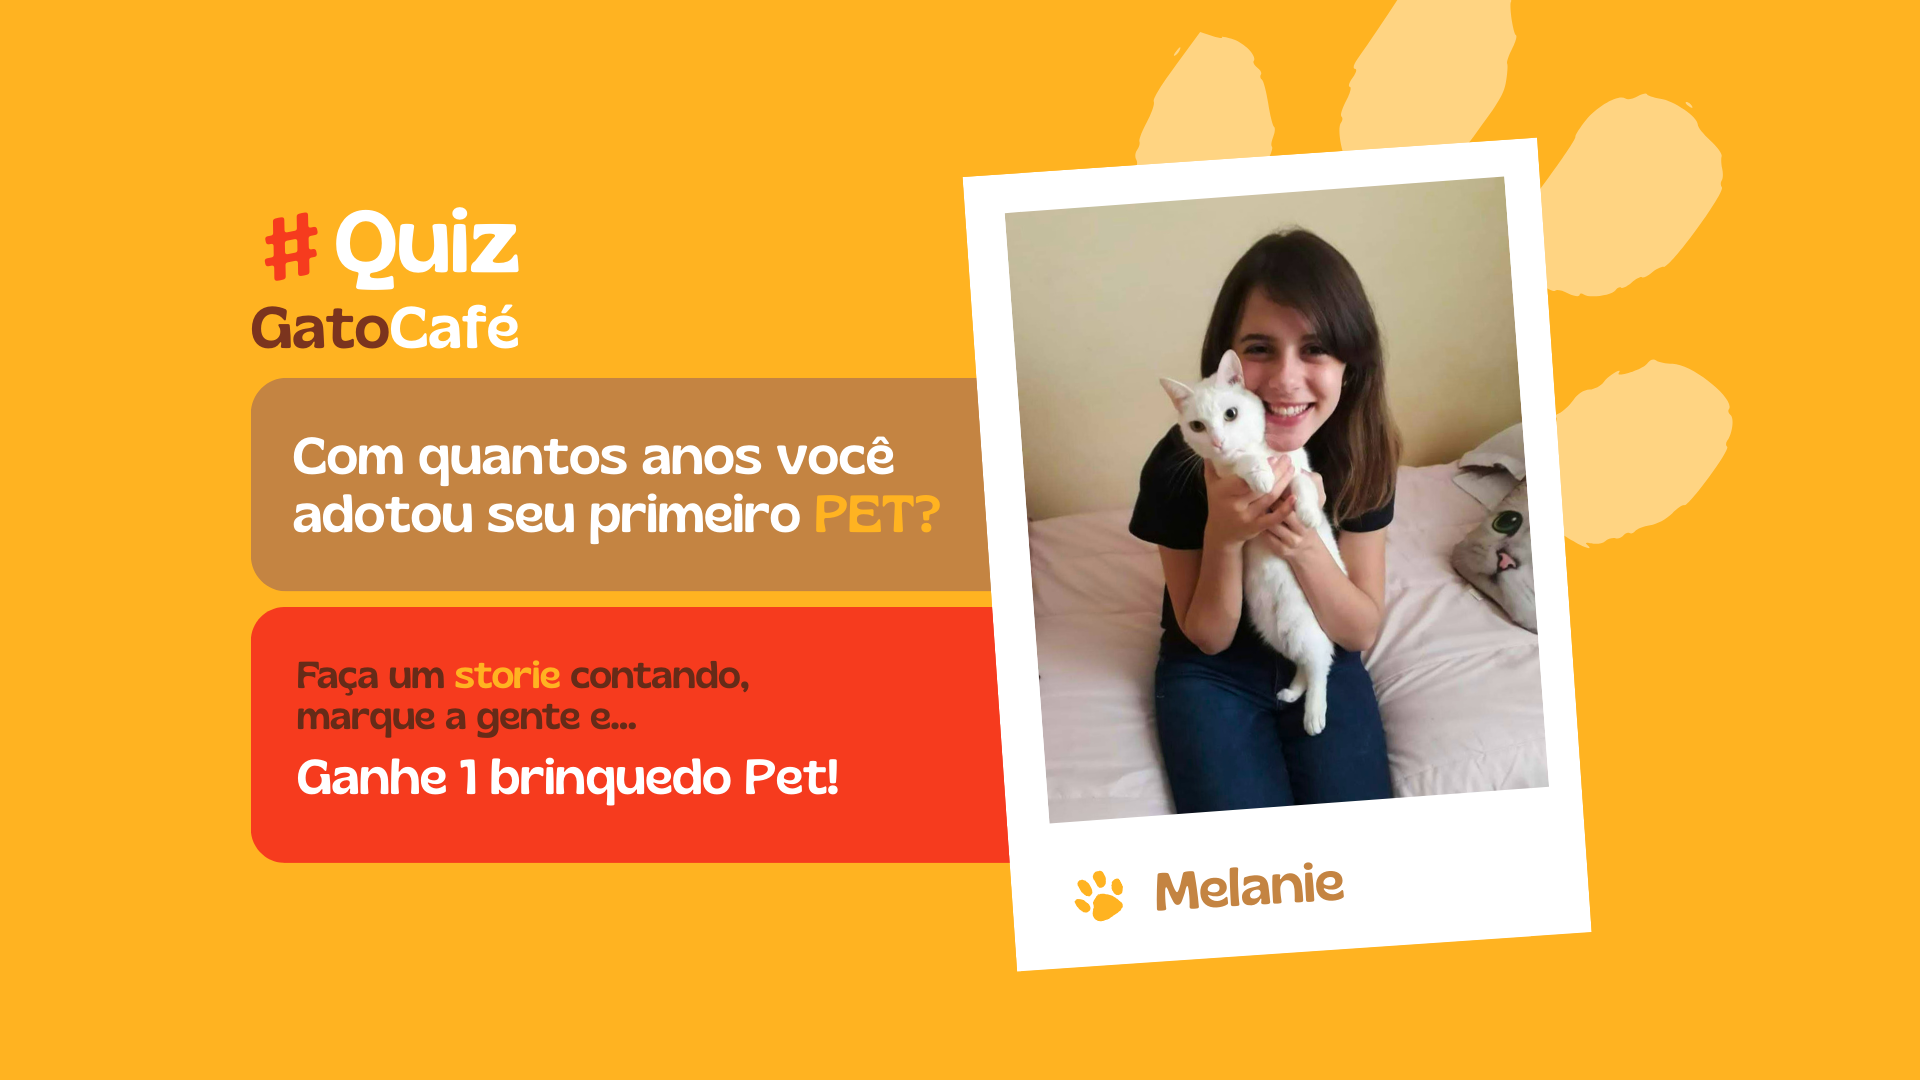 # Quiz
GatoCafé
Com quantos anos você
adotou seu primeiro PET?
Faça um storie contando,
marque a gente e...
Ganhe 1 brinquedo Pet!
Melanie